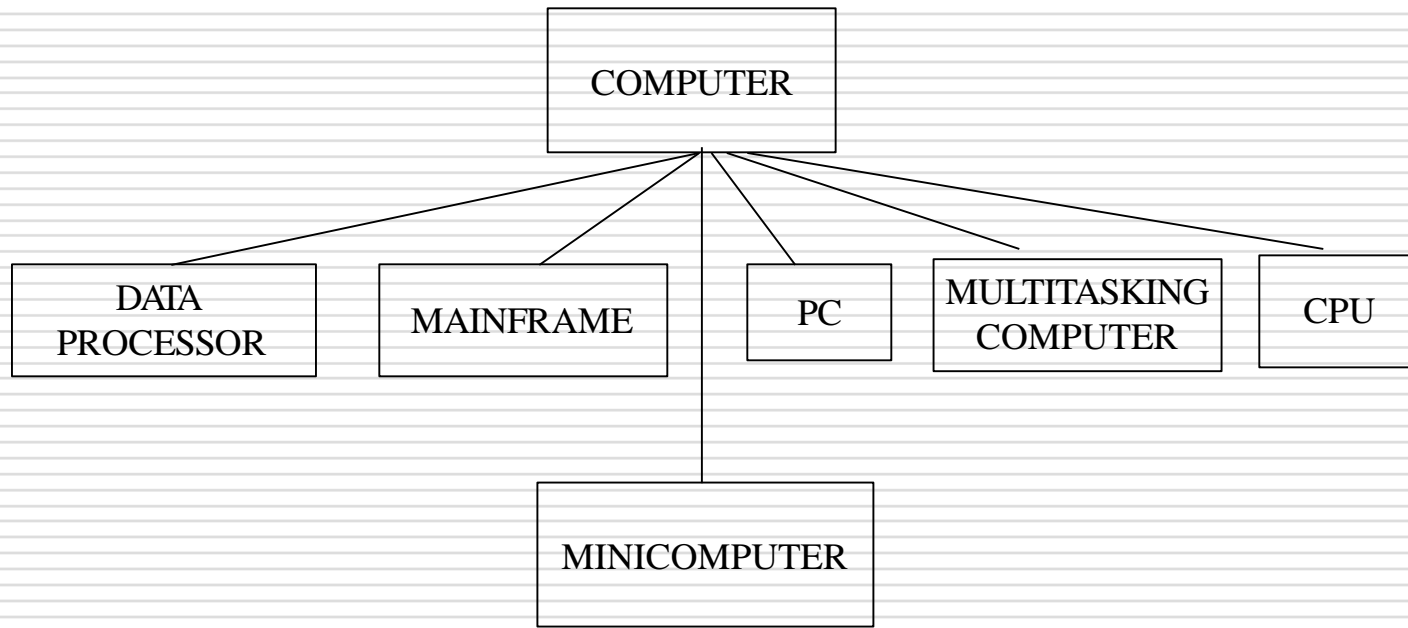 COMPUTER
DATA
PROCESSOR
MAINFRAME
PC
MULTITASKING
COMPUTER
CPU
MINICOMPUTER